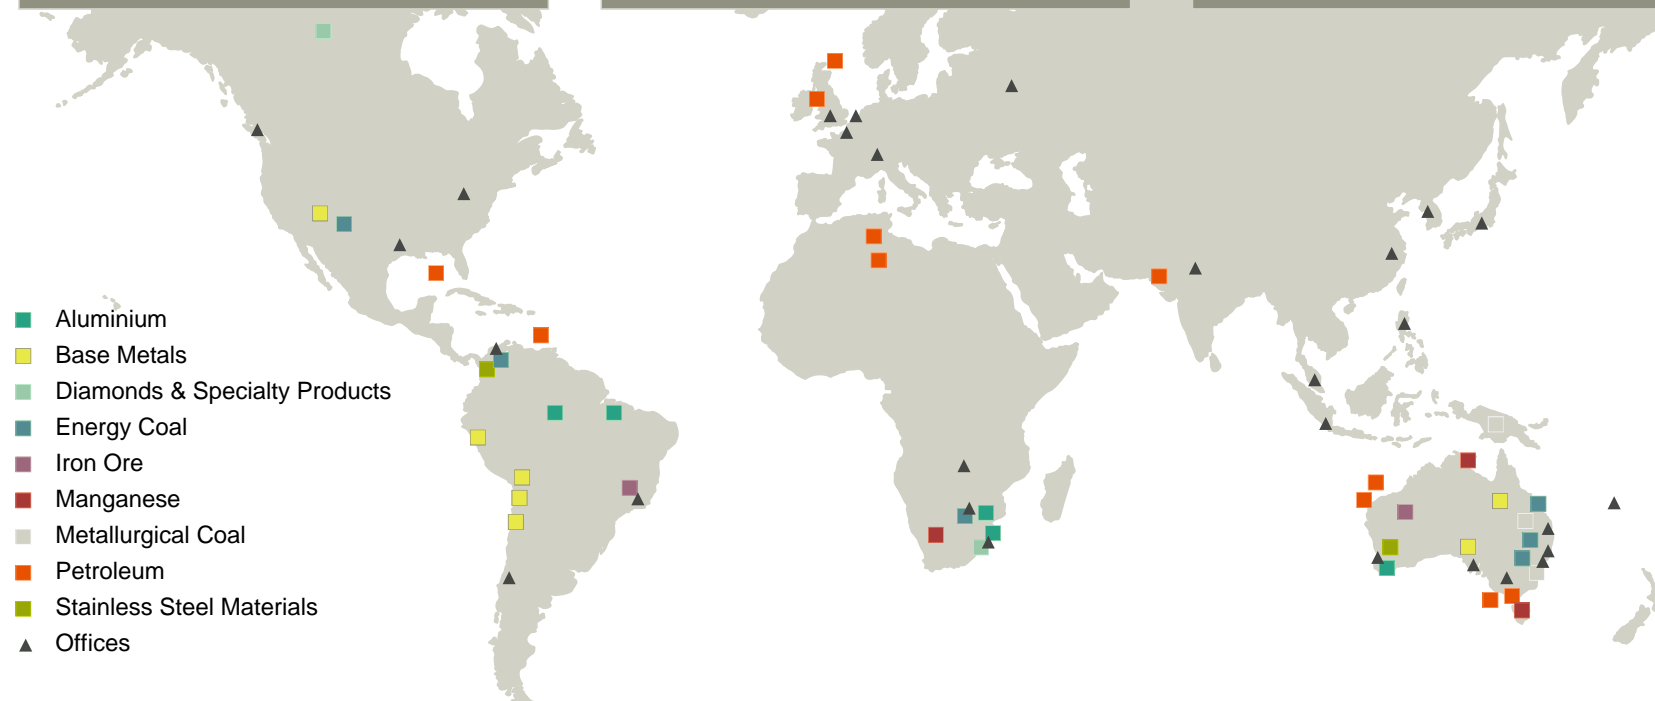 Aluminium
Base Metals
Diamonds & Specialty Products
Energy Coal
Iron Ore
Manganese
Metallurgical Coal
Petroleum
Stainless Steel Materials
Offices